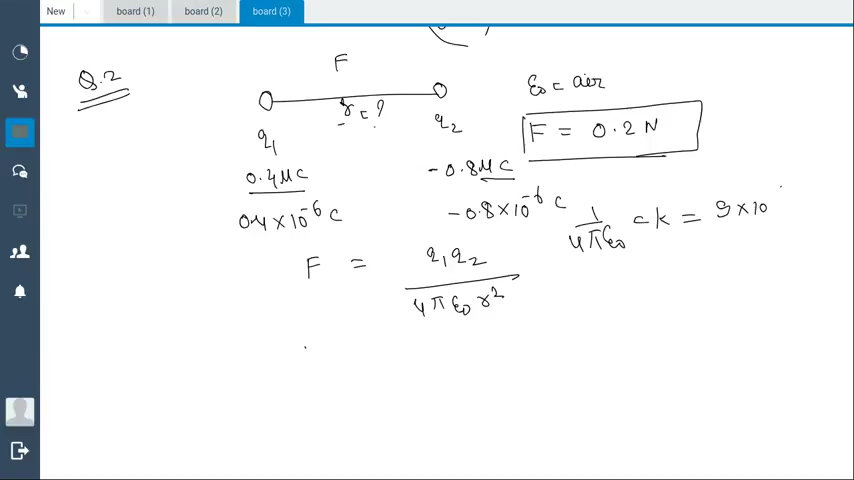 New board (1) board (2) board (3)
Q.2
F
ε₀ = air
r = ?
q₁ q₂
F = 0.2 N
0.4 μC -0.8 μC
0.4 × 10⁻⁶ C -0.8 × 10⁻⁶ C
1/4πε₀ = k = 9 × 10
F = q₁q₂/4πε₀r²